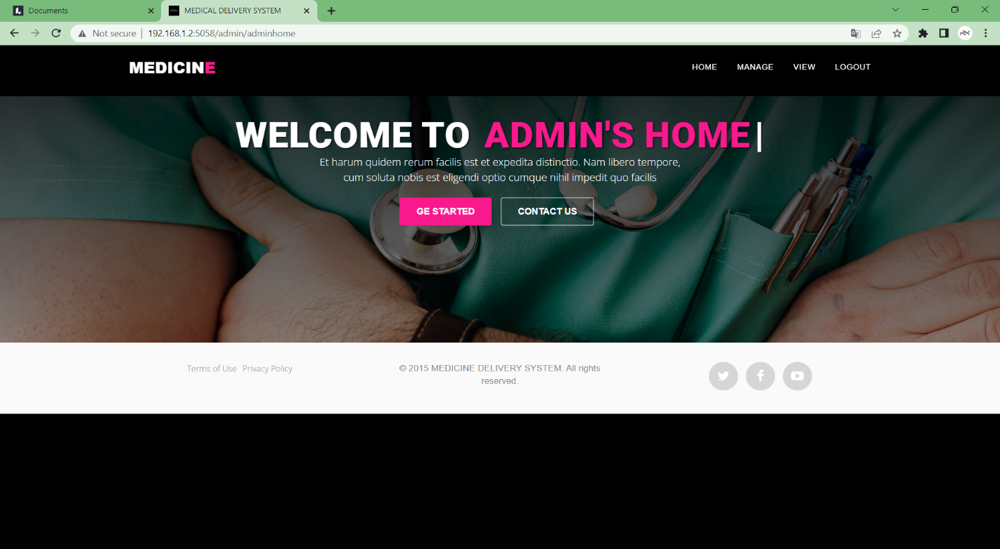 Documents
MEDICAL DELIVERY SYSTEM
Not secure
192.168.1.2:5058/admin/adminhome
MEDICINE
HOME MANAGE VIEW LOGOUT
WELCOME TO ADMIN'S HOME|
Et harum quidem rerum facilis est et expedita distinctio. Nam libero tempore,
cum soluta nobis est eligendi optio cumque nihil impedit quo facilis
GE STARTED CONTACT US
Terms of Use Privacy Policy
© 2015 MEDICINE DELIVERY SYSTEM. All rights
reserved.